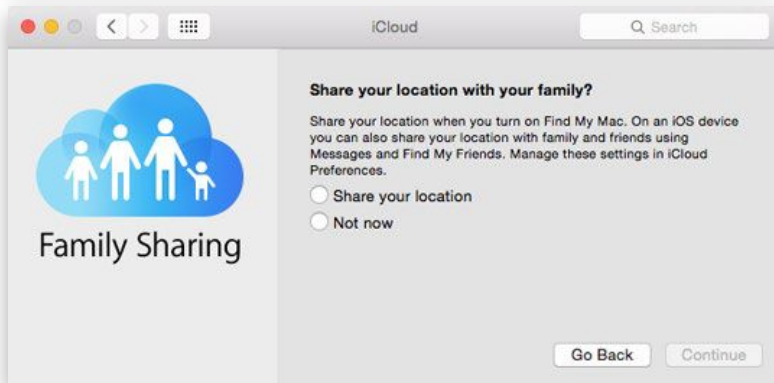 iCloud
Search
Share your location with your family?
Share your location when you turn on Find My Mac. On an iOS device
you can also share your location with family and friends using
Messages and Find My Friends. Manage these settings in iCloud
Preferences.
Share your location
Not now
Family Sharing
Go Back
Continue